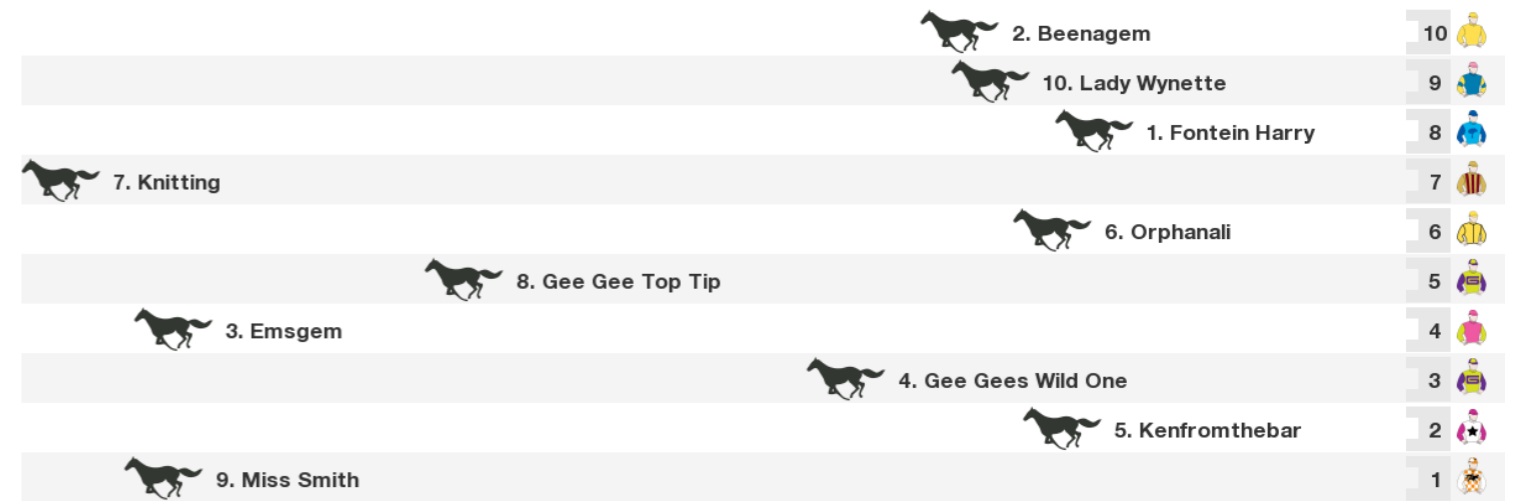 2. Beenagem 10
10. Lady Wynette 9
1. Fontein Harry 8
7. Knitting 7
6. Orphanali 6
8. Gee Gee Top Tip 5
3. Emsgem 4
4. Gee Gees Wild One 3
5. Kenfromthebar 2
9. Miss Smith 1